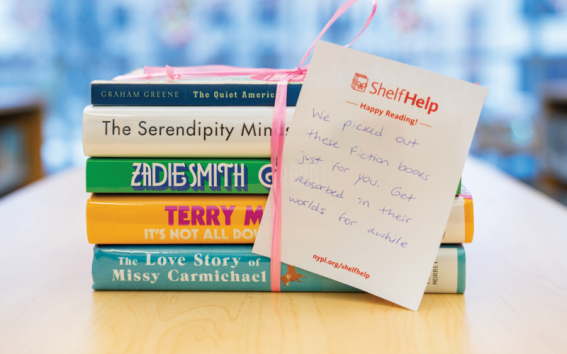 GRAHAM GREENE The Quiet Americ
The Serendipity Min
ZADIE SMITH
TERRY M
IT'S NOT ALL DO
The Love Story of
Missy Carmichael
ShelfHelp
Happy Reading!
We picked out
these fiction books
just for you. Get
absorbed in their
worlds for awhile
nypl.org/shelfhelp
MORREY